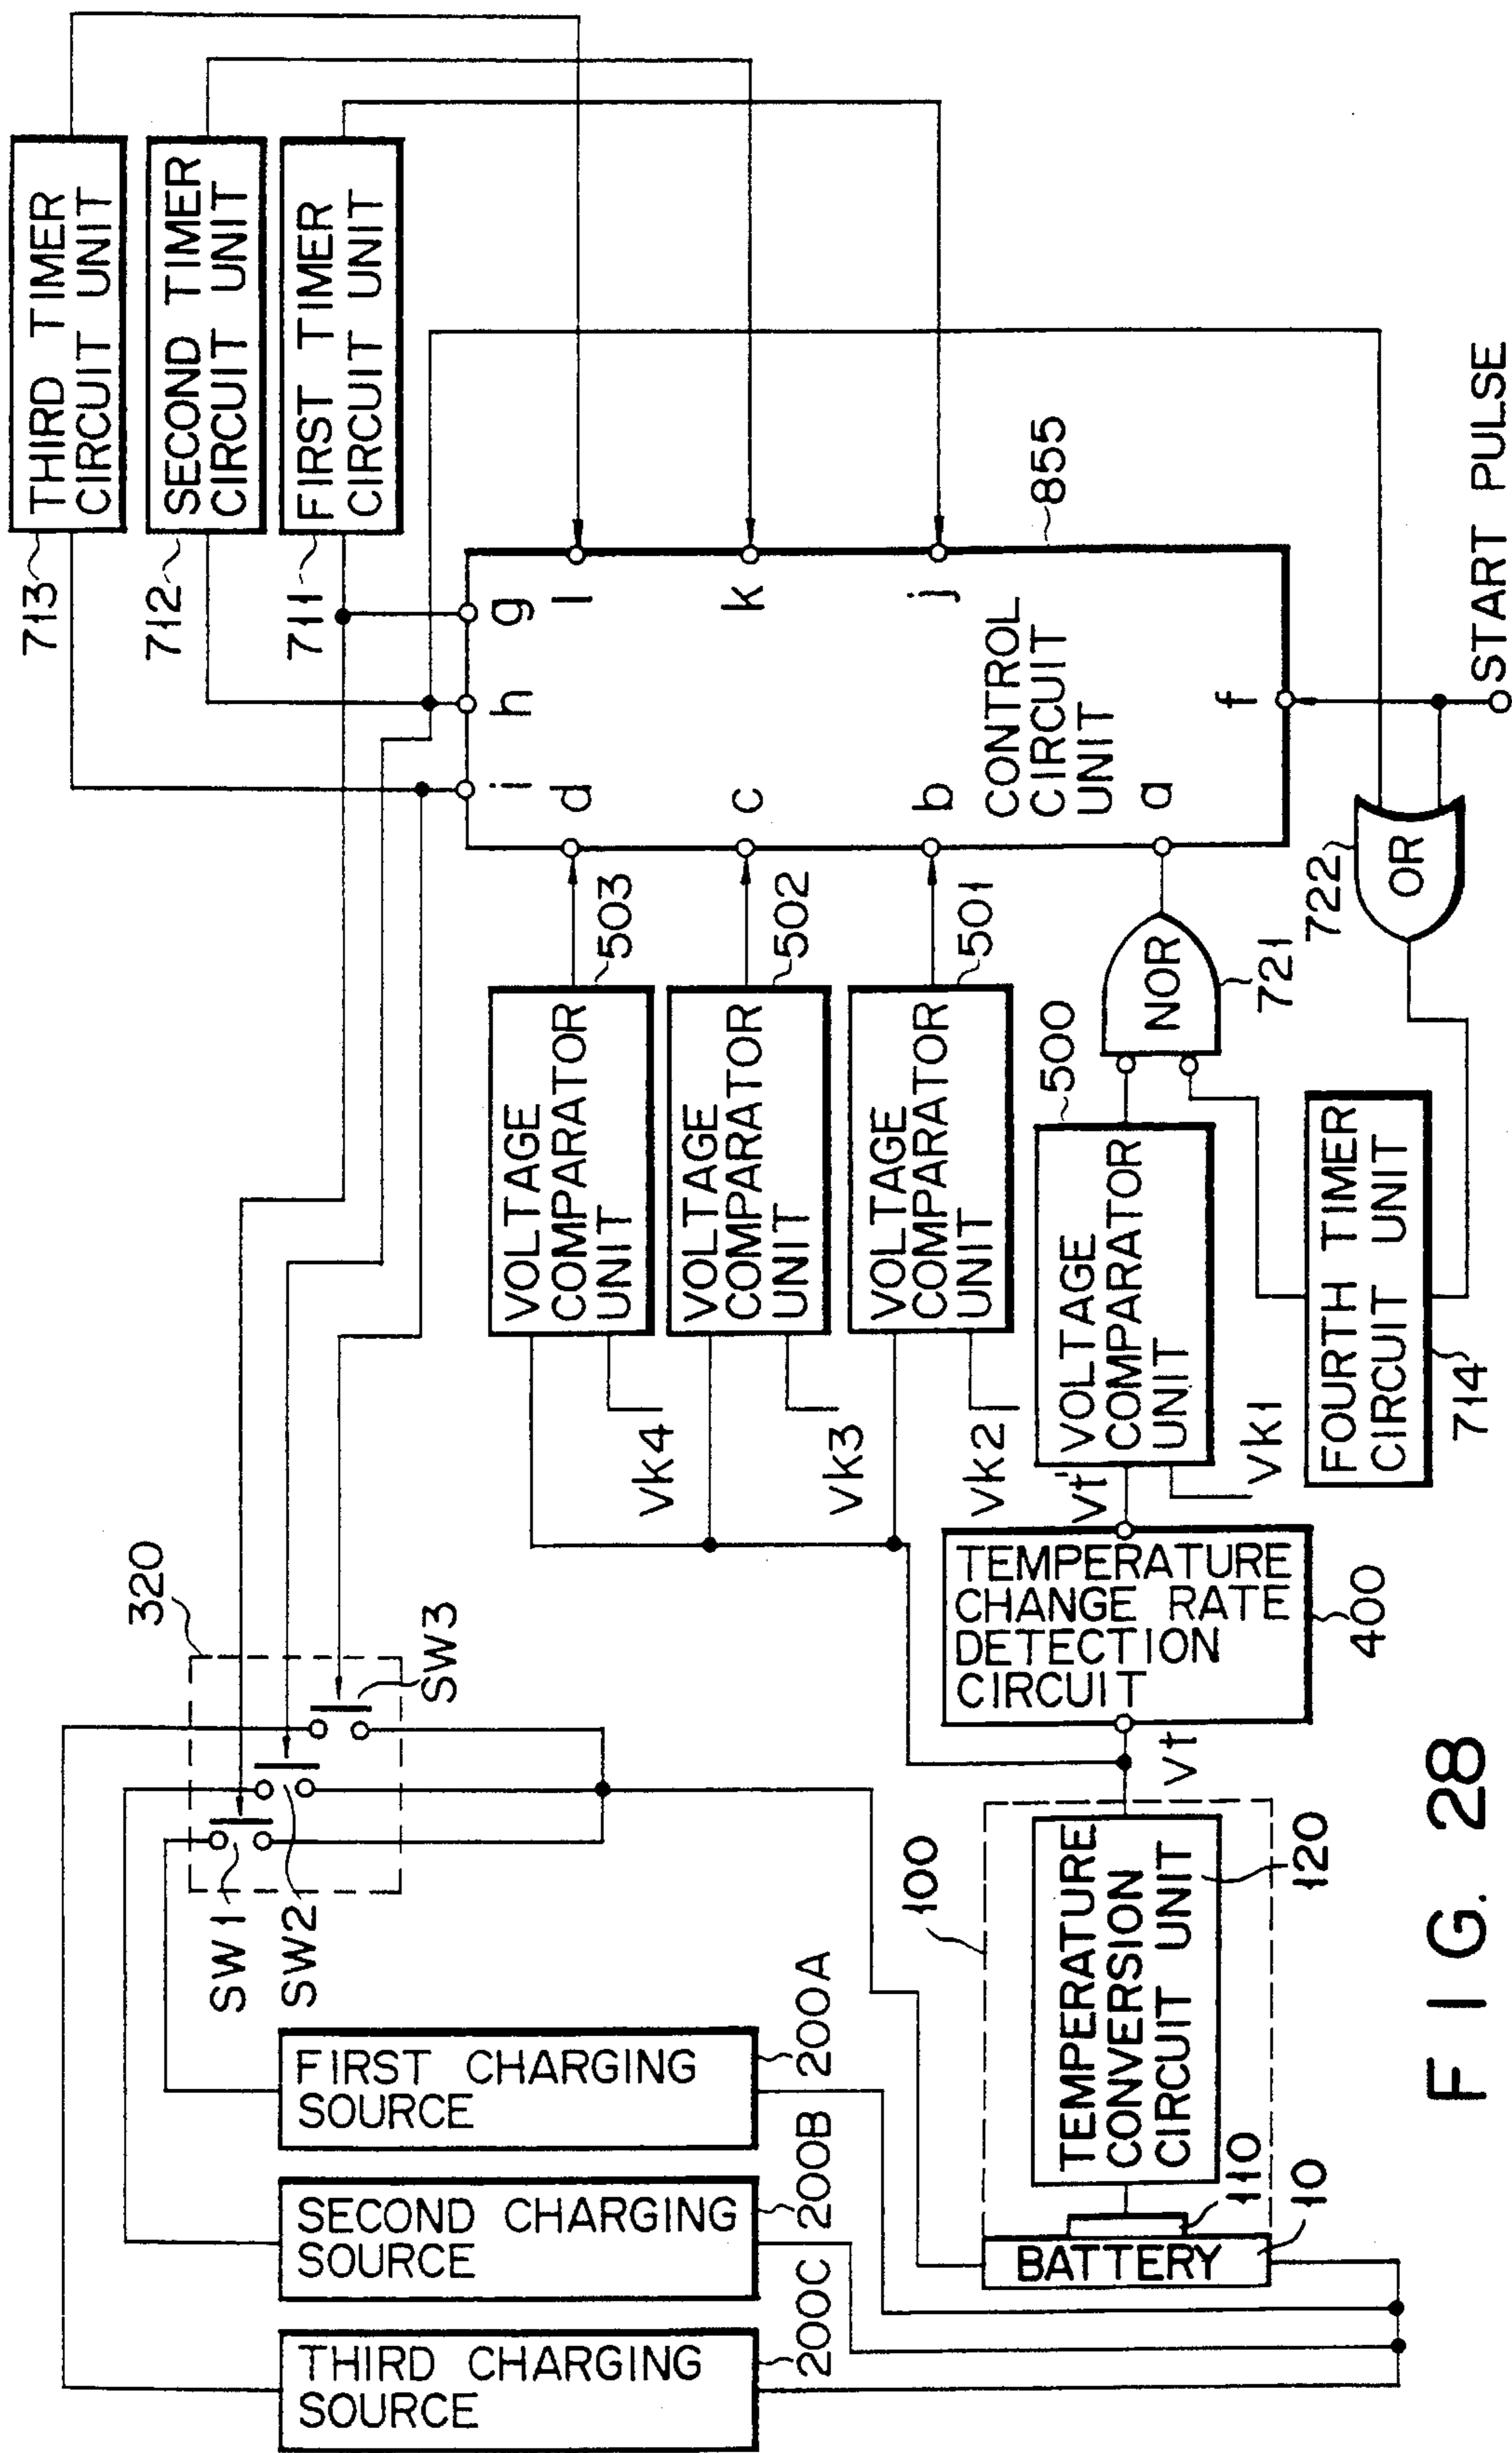 THIRD CHARGING
SOURCE
200C
SECOND CHARGING
SOURCE
200B
FIRST CHARGING
SOURCE
200A
SW1
SW2
SW3
320
BATTERY
10
110
100
TEMPERATURE
CONVERSION
CIRCUIT UNIT
120
Vt
TEMPERATURE
CHANGE RATE
DETECTION
CIRCUIT
400
Vt'
Vk1
Vk2
Vk3
Vk4
VOLTAGE
COMPARATOR
UNIT
503
VOLTAGE
COMPARATOR
UNIT
502
VOLTAGE
COMPARATOR
UNIT
501
VOLTAGE
COMPARATOR
UNIT
500
FOURTH TIMER
CIRCUIT UNIT
714
NOR
721
OR
722
START PULSE
CONTROL
CIRCUIT
UNIT
855
a
b
c
d
f
g
h
i
j
k
l
THIRD TIMER
CIRCUIT UNIT
713
SECOND TIMER
CIRCUIT UNIT
712
FIRST TIMER
CIRCUIT UNIT
711
FIG. 28